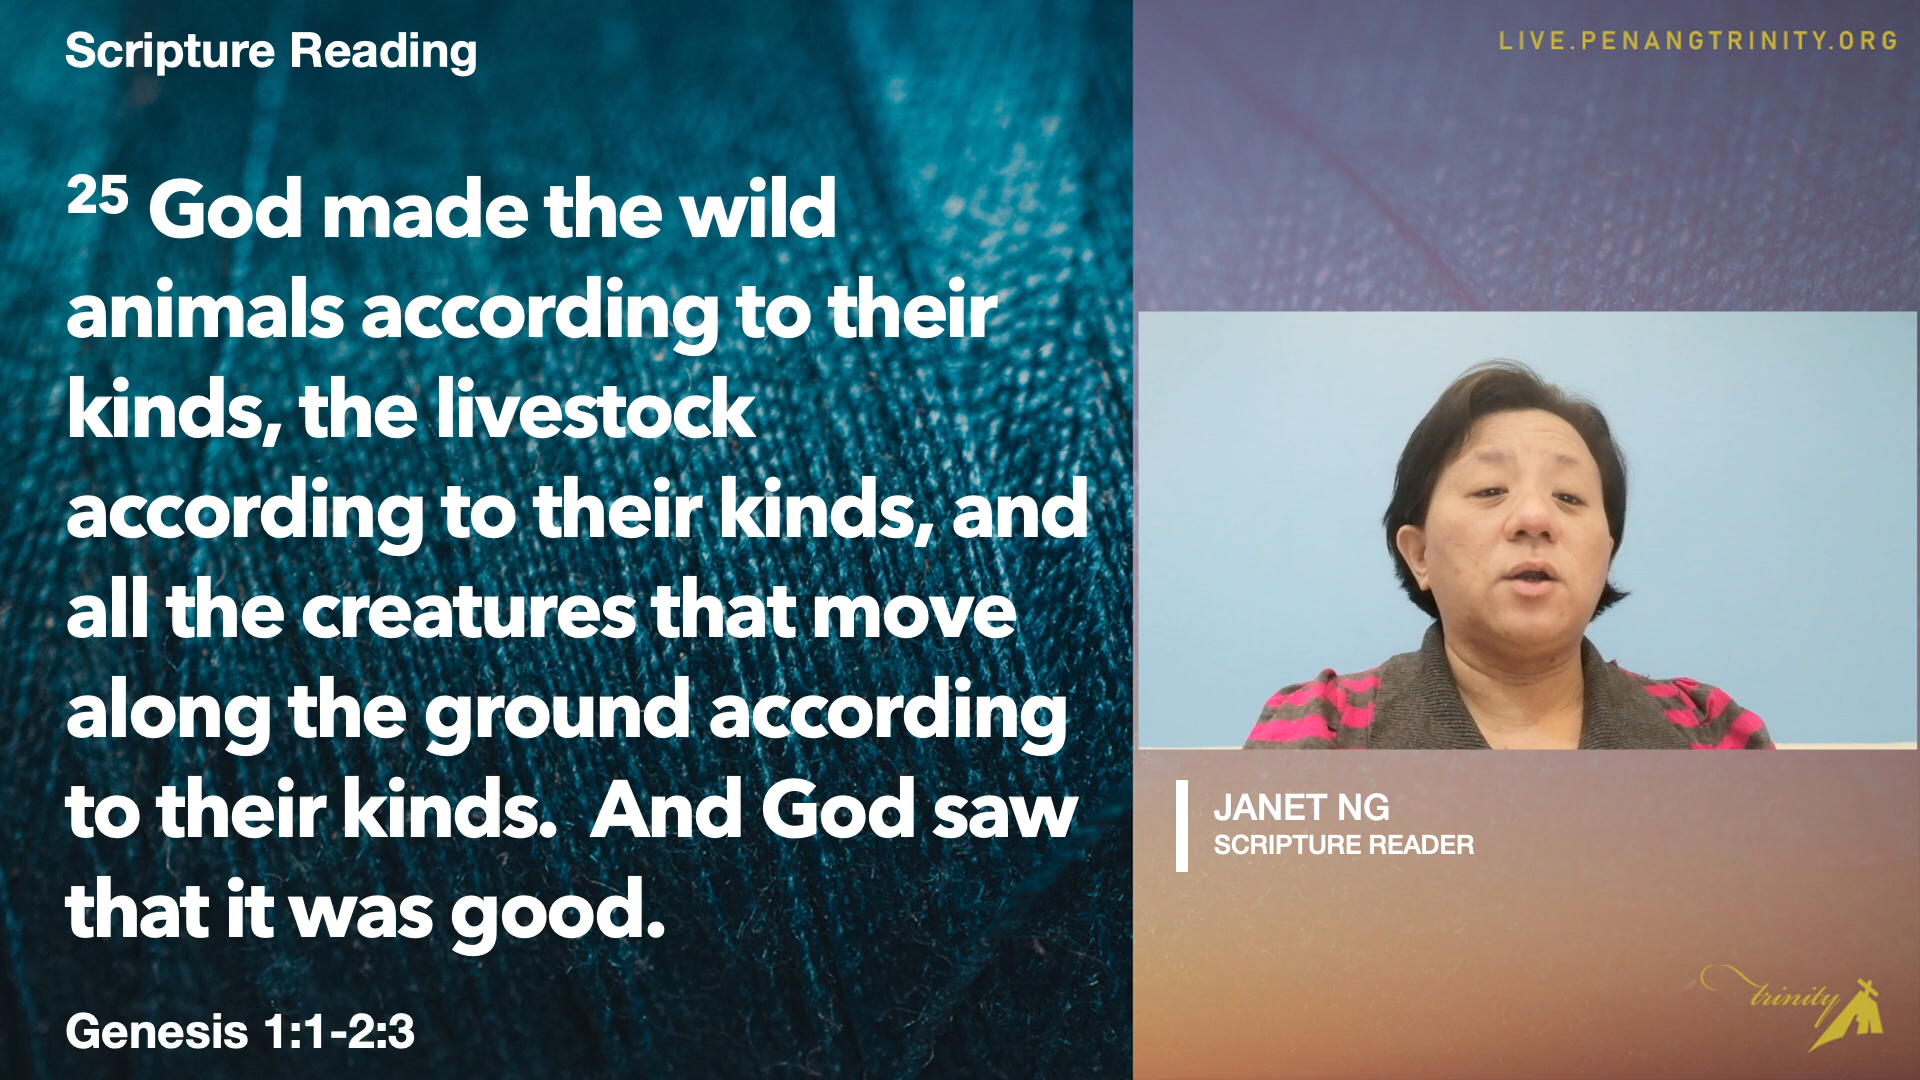 Scripture Reading
LIVE.PENANGTRINITY.ORG
25 God made the wild
animals according to their
kinds, the livestock
according to their kinds, and
all the creatures that move
along the ground according
to their kinds.  And God saw
that it was good.
Genesis 1:1-2:3
JANET NG
SCRIPTURE READER
trinity